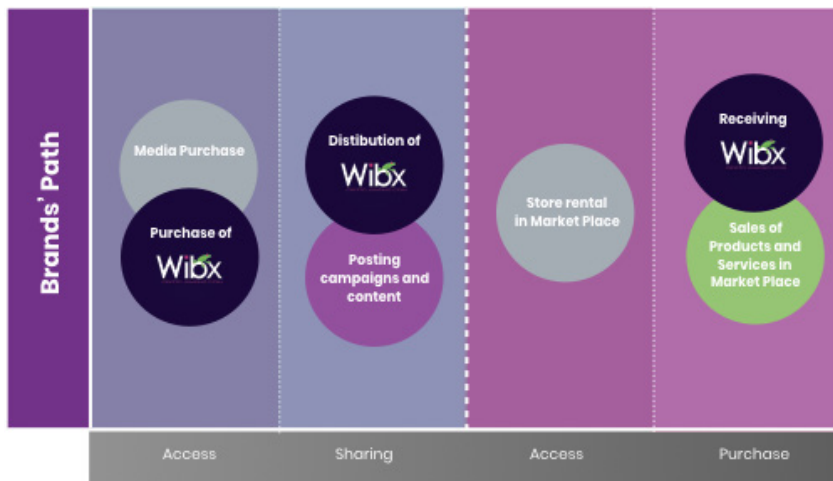 Brands' Path
Media Purchase
Purchase of
Wibx
Distibution of
Wibx
Posting
campaigns and
content
Store rental
in Market Place
Receiving
Wibx
Sales of
Products and
Services in
Market Place
Access
Sharing
Access
Purchase